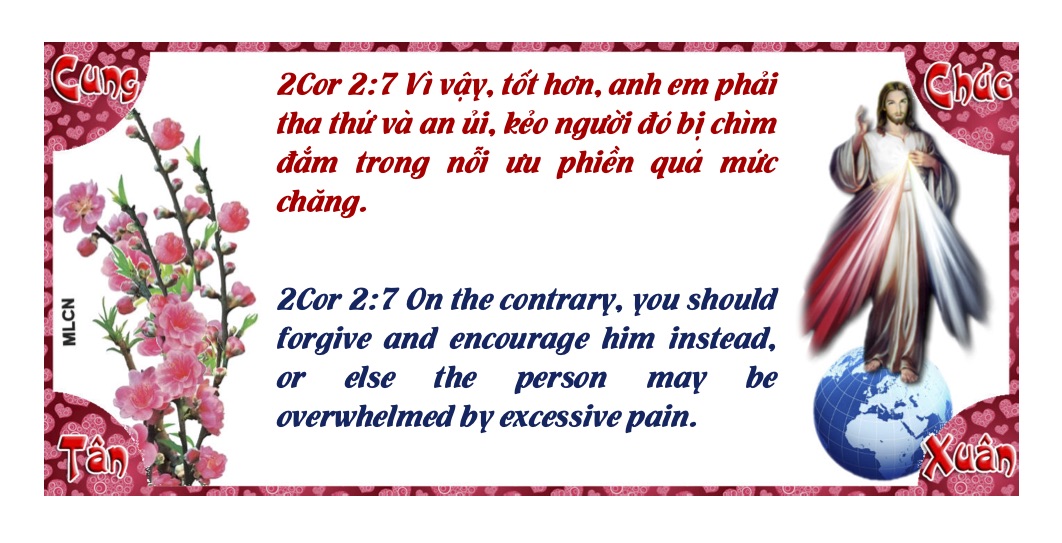 Cung
Chúc
2Cor 2:7 Vì vậy, tốt hơn, anh em phải
tha thứ và an ủi, kẻo người đó bị chìm
đắm trong nỗi ưu phiền quá mức
chăng.
MLCN
2Cor 2:7 On the contrary, you should
forgive and encourage him instead,
or else the person may be
overwhelmed by excessive pain.
Tân
Xuân